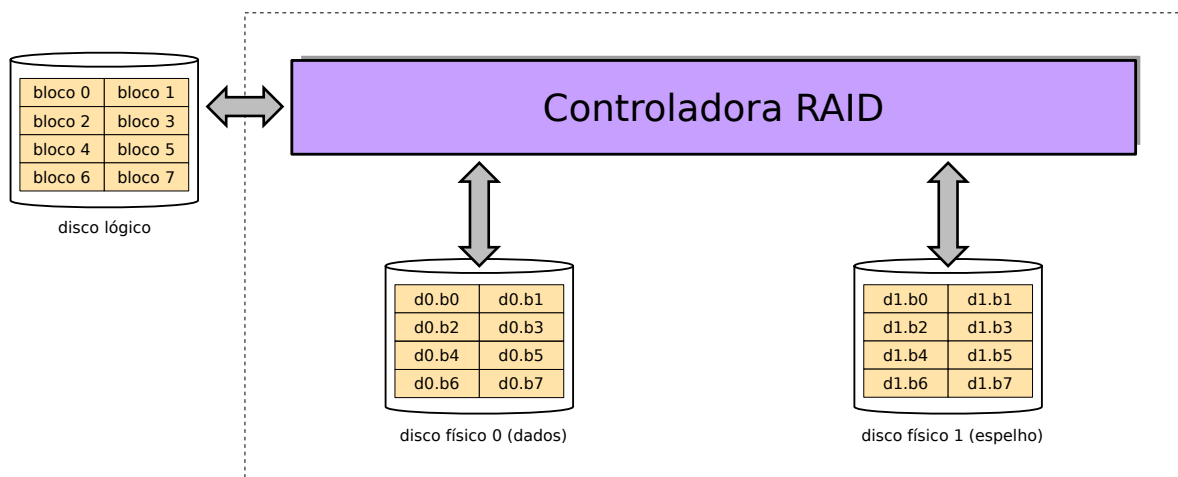 Controladora RAID
bloco 0 bloco 1
bloco 2 bloco 3
bloco 4 bloco 5
bloco 6 bloco 7
disco lógico
d0.b0 d0.b1
d0.b2 d0.b3
d0.b4 d0.b5
d0.b6 d0.b7
disco físico 0 (dados)
d1.b0 d1.b1
d1.b2 d1.b3
d1.b4 d1.b5
d1.b6 d1.b7
disco físico 1 (espelho)